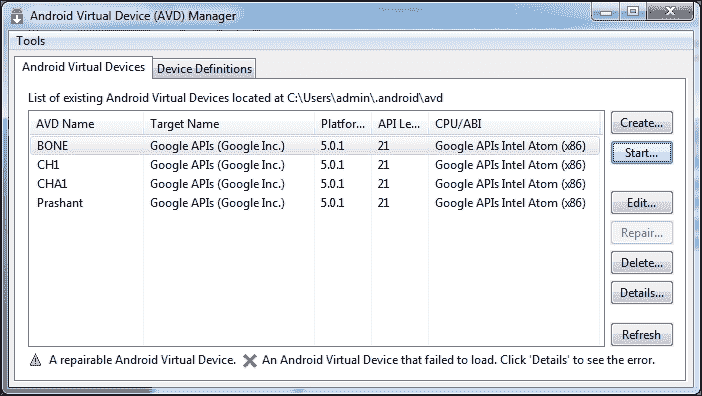 Android Virtual Device (AVD) Manager
Tools
Android Virtual Devices Device Definitions
List of existing Android Virtual Devices located at C:\Users\admin\.android\avd
AVD Name Target Name Platfor... API Le... CPU/ABI
BONE Google APIs (Google Inc.) 5.0.1 21 Google APIs Intel Atom (x86)
CH1 Google APIs (Google Inc.) 5.0.1 21 Google APIs Intel Atom (x86)
CHA1 Google APIs (Google Inc.) 5.0.1 21 Google APIs Intel Atom (x86)
Prashant Google APIs (Google Inc.) 5.0.1 21 Google APIs Intel Atom (x86)
Create...
Start...
Edit...
Repair...
Delete...
Details...
Refresh
A repairable Android Virtual Device. An Android Virtual Device that failed to load. Click 'Details' to see the error.